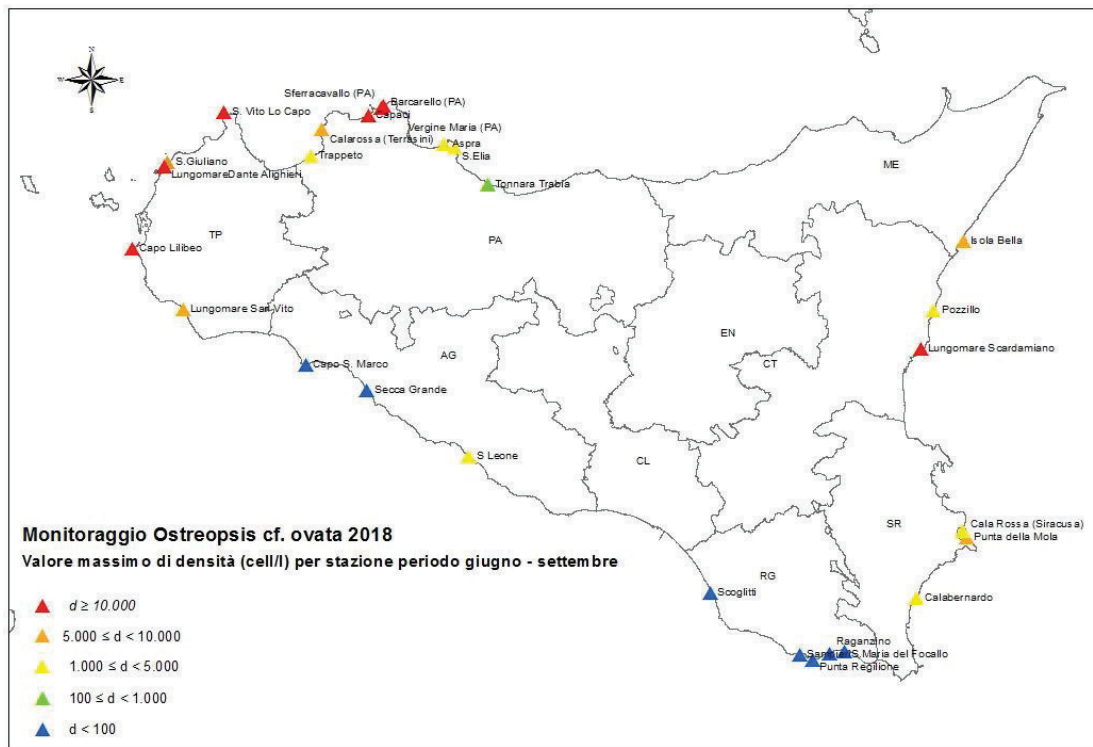 N
W E
S
Sferracavallo (PA)
Barcarello (PA)
S. Vito Lo Capo
Capaci
Vergine Maria (PA)
Calarossa (Terrasini)
Aspra
Trappeto
S.Elia
S.Giuliano
LungomareDante Alighieri
Tonnara Trabia
ME
TP
PA
Isola Bella
Capo Lilibeo
Lungomare San Vito
Pozzillo
EN
Lungomare Scardamiano
AG
CT
Capo S. Marco
Secca Grande
S Leone
CL
Monitoraggio Ostreopsis cf. ovata 2018
SR
Cala Rossa (Siracusa)
Punta della Mola
Valore massimo di densità (cell/l) per stazione periodo giugno - settembre
RG
Scoglitti
Calabernardo
d ≥ 10.000
5.000 ≤ d < 10.000
Raganzino
S.Maria del Focallo
Punta Regilione
1.000 ≤ d < 5.000
100 ≤ d < 1.000
d < 100